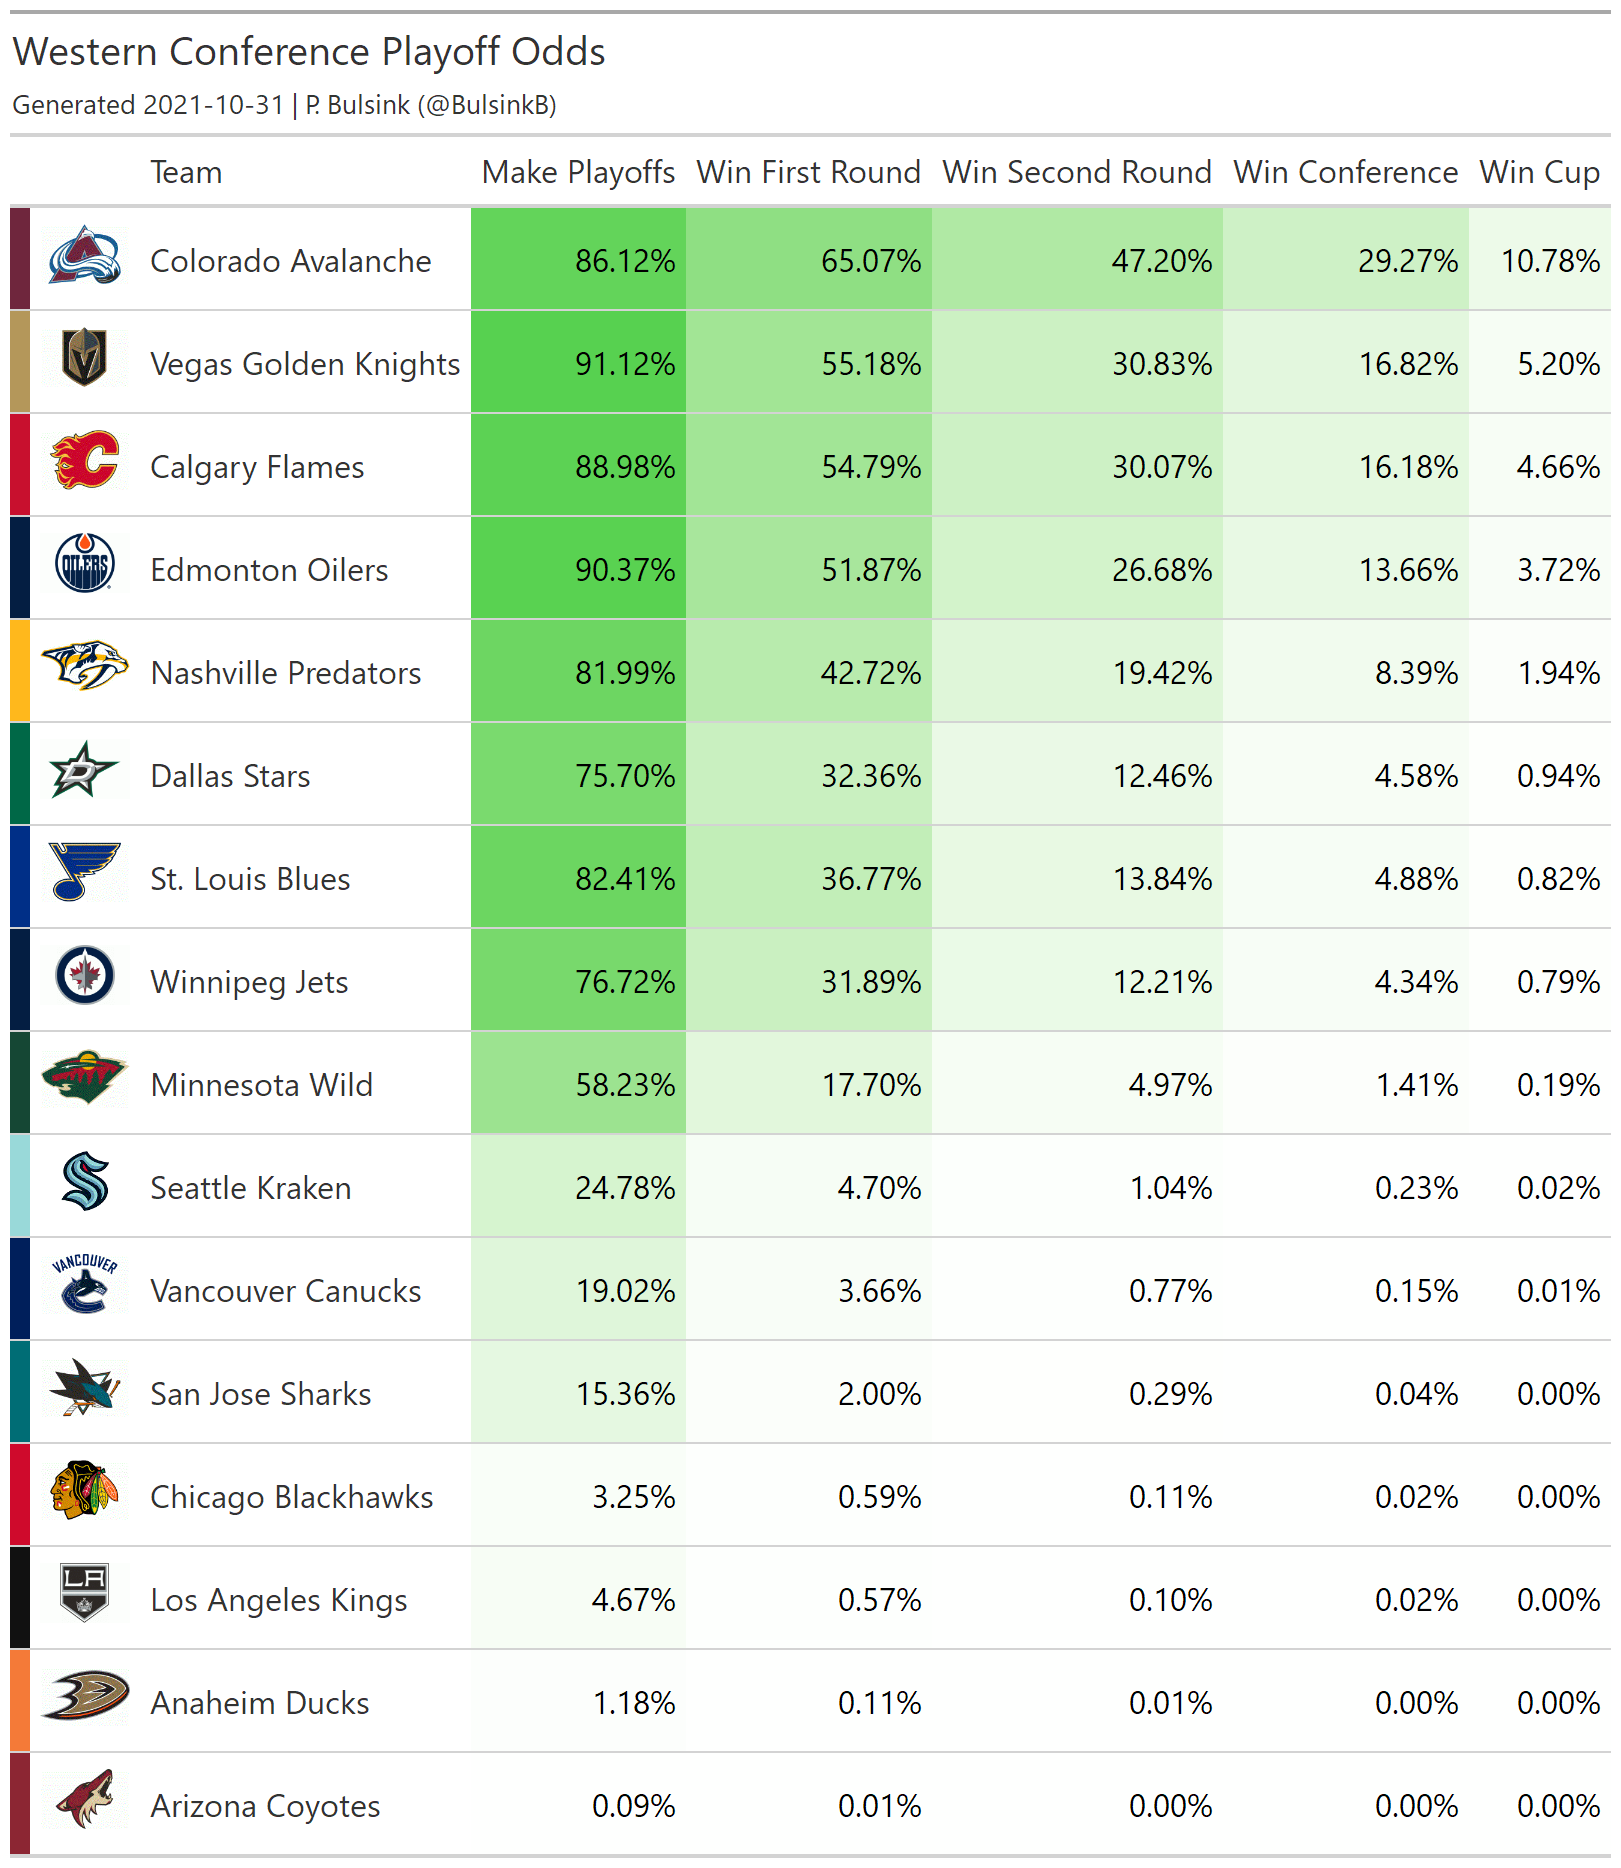 Western Conference Playoff Odds
Generated 2021-10-31 | P. Bulsink (@BulsinkB)
Team Make Playoffs Win First Round Win Second Round Win Conference Win Cup
Colorado Avalanche 86.12% 65.07% 47.20% 29.27% 10.78%
Vegas Golden Knights 91.12% 55.18% 30.83% 16.82% 5.20%
Calgary Flames 88.98% 54.79% 30.07% 16.18% 4.66%
OILERS Edmonton Oilers 90.37% 51.87% 26.68% 13.66% 3.72%
Nashville Predators 81.99% 42.72% 19.42% 8.39% 1.94%
Dallas Stars 75.70% 32.36% 12.46% 4.58% 0.94%
St. Louis Blues 82.41% 36.77% 13.84% 4.88% 0.82%
Winnipeg Jets 76.72% 31.89% 12.21% 4.34% 0.79%
Minnesota Wild 58.23% 17.70% 4.97% 1.41% 0.19%
Seattle Kraken 24.78% 4.70% 1.04% 0.23% 0.02%
VANCOUVER Vancouver Canucks 19.02% 3.66% 0.77% 0.15% 0.01%
San Jose Sharks 15.36% 2.00% 0.29% 0.04% 0.00%
Chicago Blackhawks 3.25% 0.59% 0.11% 0.02% 0.00%
LA Los Angeles Kings 4.67% 0.57% 0.10% 0.02% 0.00%
Anaheim Ducks 1.18% 0.11% 0.01% 0.00% 0.00%
Arizona Coyotes 0.09% 0.01% 0.00% 0.00% 0.00%